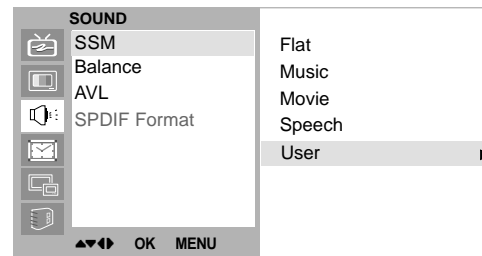 SOUND
SSM
Balance
AVL
SPDIF Format
OK MENU
Flat
Music
Movie
Speech
User